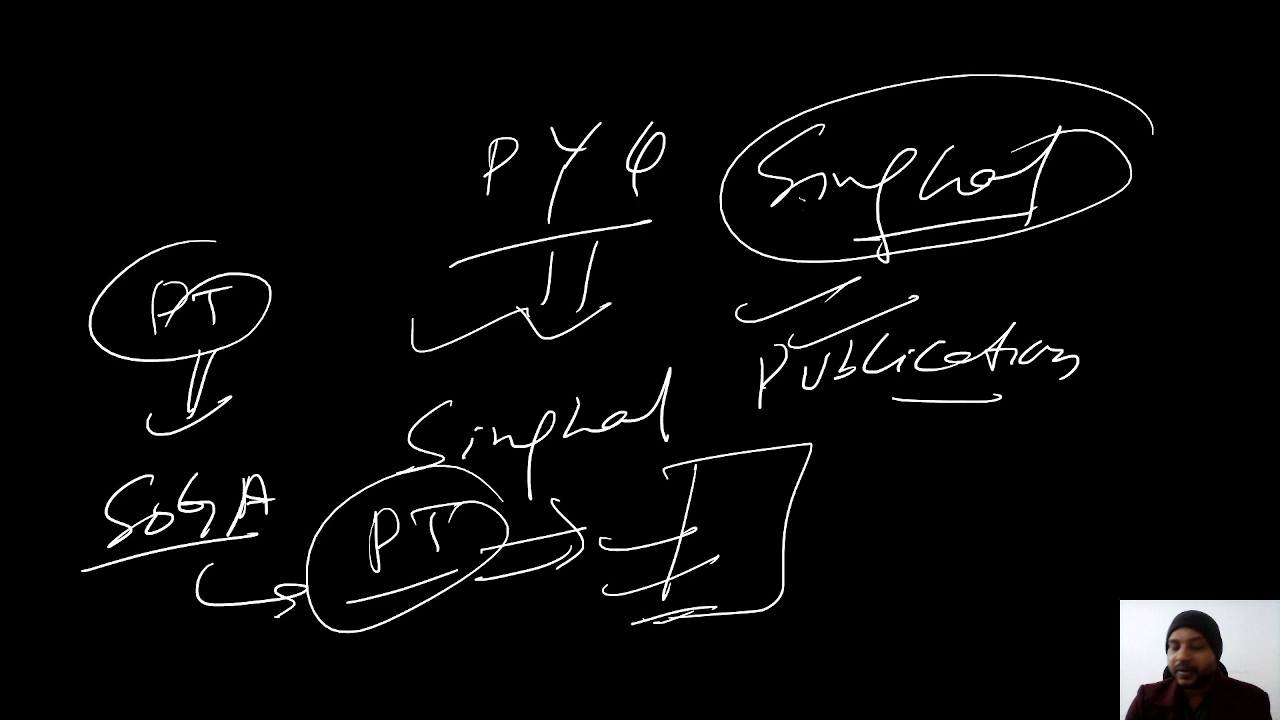 PYQ Singhal
PT
Publication
Singhal
SOGA
PT